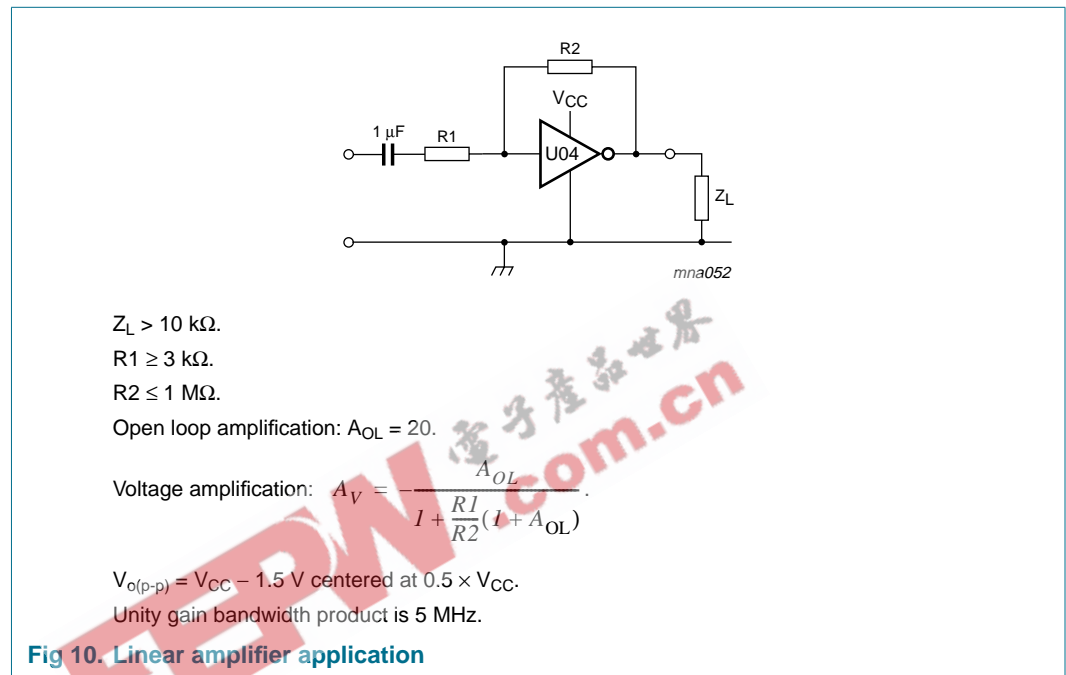 R2
VCC
1 μF
R1
U04
ZL
mna052
ZL > 10 kΩ.
R1 ≥ 3 kΩ.
R2 ≤ 1 MΩ.
Open loop amplification: AOL = 20.
Voltage amplification: AV = − AOL / (1 + R1/R2 (1 + AOL)).
Vo(p-p) = VCC − 1.5 V centered at 0.5 × VCC.
Unity gain bandwidth product is 5 MHz.
Fig 10. Linear amplifier application
電子產品世界
EEPW.com.cn